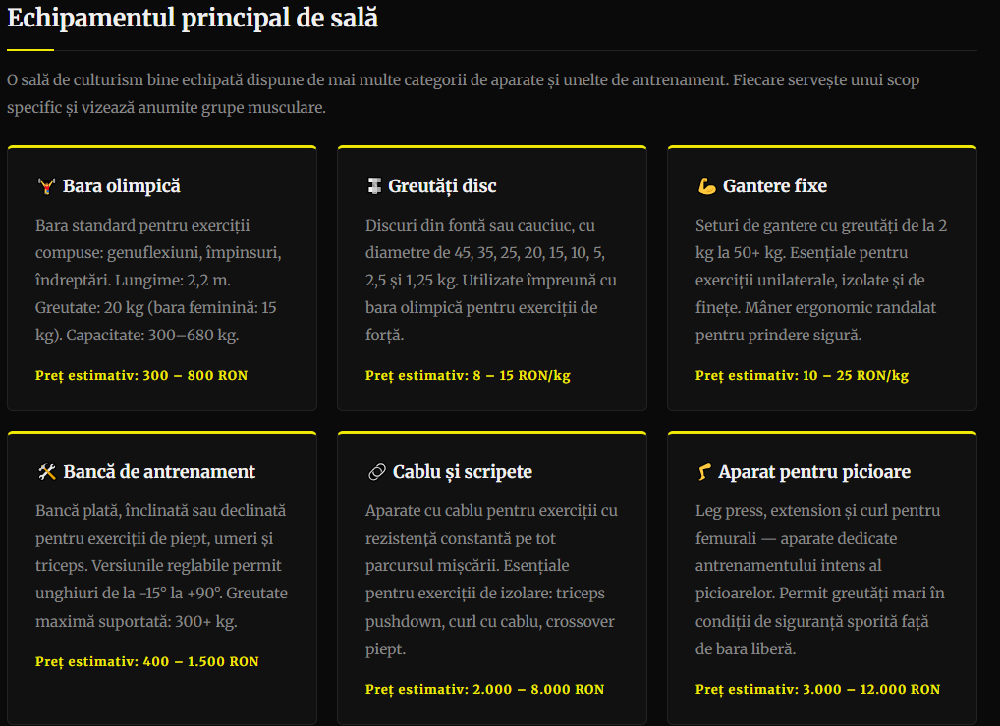 Echipamentul principal de sală
O sală de culturism bine echipată dispune de mai multe categorii de aparate și unelte de antrenament. Fiecare servește unui scop
specific și vizează anumite grupe musculare.
Bara olimpică
Bara standard pentru exerciții
compuse: genuflexiuni, împinsuri,
îndreptări. Lungime: 2,2 m.
Greutate: 20 kg (bara feminină: 15
kg). Capacitate: 300–680 kg.
Preț estimativ: 300 – 800 RON
Greutăți disc
Discuri din fontă sau cauciuc, cu
diametre de 45, 35, 25, 20, 15, 10, 5,
2,5 și 1,25 kg. Utilizate împreună cu
bara olimpică pentru exerciții de
forță.
Preț estimativ: 8 – 15 RON/kg
Gantere fixe
Seturi de gantere cu greutăți de la 2
kg la 50+ kg. Esențiale pentru
exerciții unilaterale, izolate și de
finețe. Mâner ergonomic randalat
pentru prindere sigură.
Preț estimativ: 10 – 25 RON/kg
Bancă de antrenament
Bancă plată, înclinată sau declinată
pentru exerciții de piept, umeri și
triceps. Versiunile reglabile permit
unghiuri de la -15° la +90°. Greutate
maximă suportată: 300+ kg.
Preț estimativ: 400 – 1.500 RON
Cablu și scripete
Aparate cu cablu pentru exerciții cu
rezistență constantă pe tot
parcursul mișcării. Esențiale
pentru exerciții de izolare: triceps
pushdown, curl cu cablu, crossover
piept.
Preț estimativ: 2.000 – 8.000 RON
Aparat pentru picioare
Leg press, extension și curl pentru
femurali — aparate dedicate
antrenamentului intens al
picioarelor. Permit greutăți mari în
condiții de siguranță sporită față
de bara liberă.
Preț estimativ: 3.000 – 12.000 RON